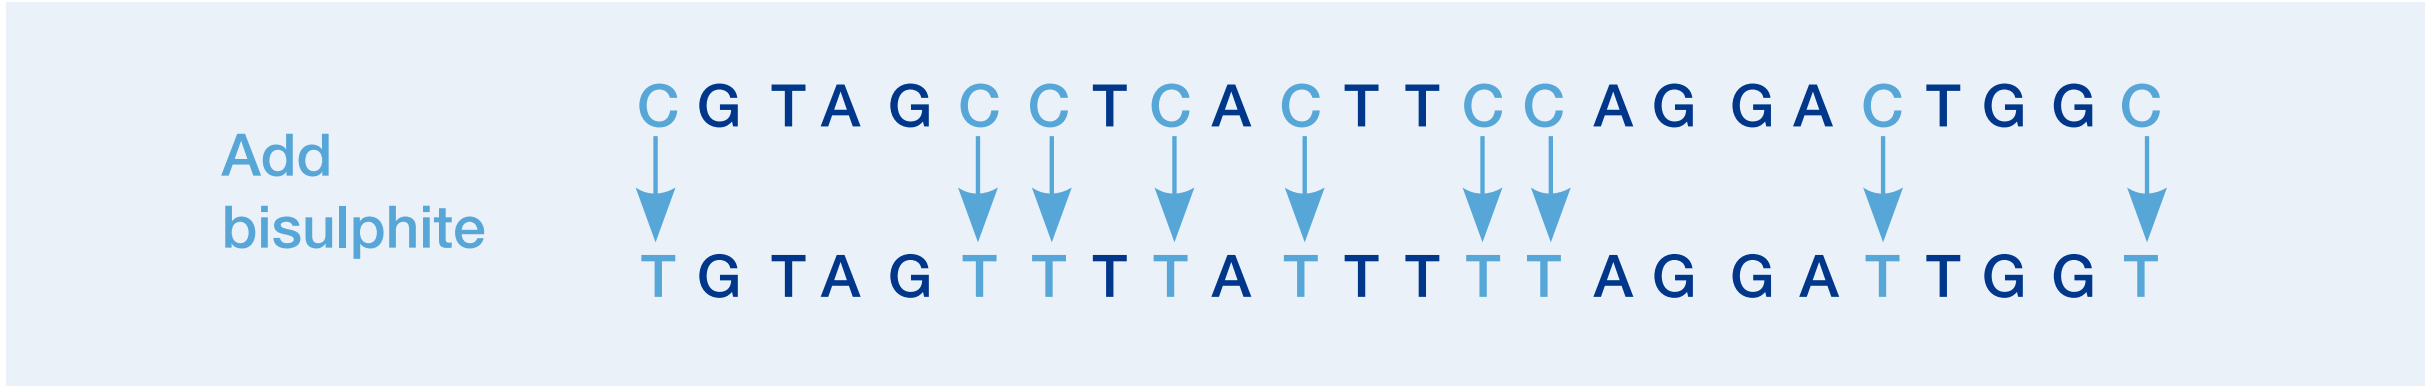 C G T A G C C T C A C T T C C A G G A C T G G C
Add
bisulphite
T G T A G T T T T A T T T T T A G G A T T G G T